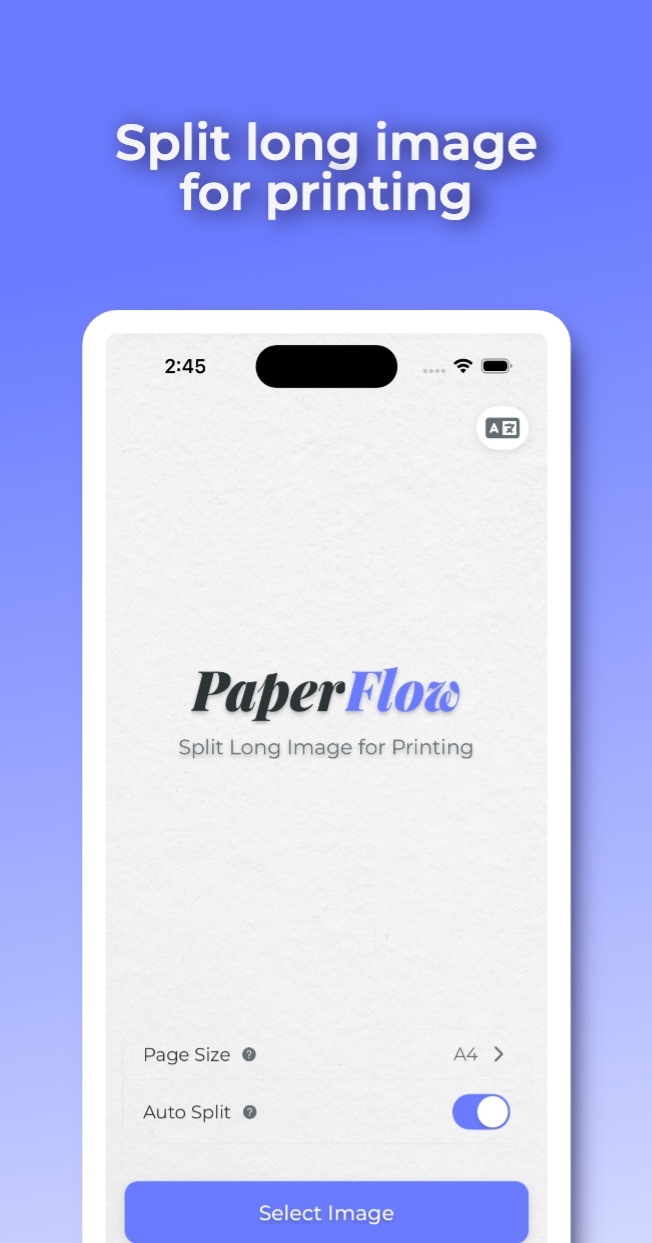 Split long image
for printing
2:45
A 文
PaperFlow
Split Long Image for Printing
Page Size ?
A4
Auto Split ?
Select Image